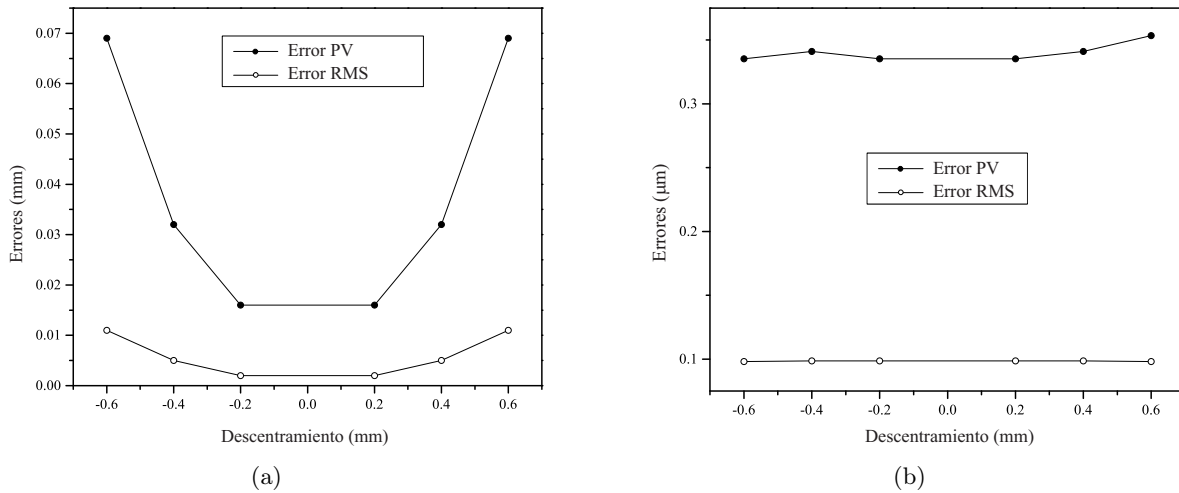 0.07
0.06
0.05
0.04
0.03
0.02
0.01
0.00
Errores (mm)
Error PV
Error RMS
-0.6 -0.4 -0.2 0.0 0.2 0.4 0.6
Descentramiento (mm)
(a)
0.3
0.2
0.1
Errores (μm)
Error PV
Error RMS
-0.6 -0.4 -0.2 0.0 0.2 0.4 0.6
Descentramiento (mm)
(b)